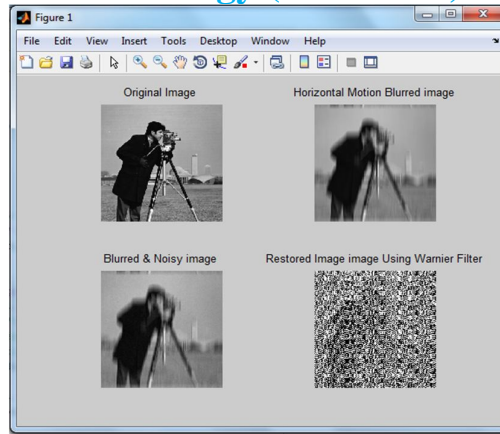 Figure 1
File Edit View Insert Tools Desktop Window Help
Original Image
Horizontal Motion Blurred image
Blurred & Noisy image
Restored Image image Using Warnier Filter